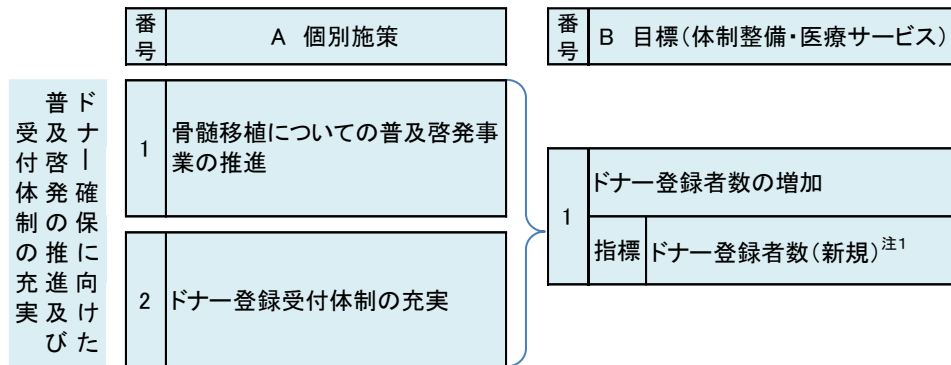 番号
A 個別施策
番号
B 目標(体制整備・医療サービス)
ドナー確保に向けた
普及啓発の推進及び
受付体制の充実
1
骨髄移植についての普及啓発事
業の推進
2
ドナー登録受付体制の充実
1
ドナー登録者数の増加
指標
ドナー登録者数(新規)注1